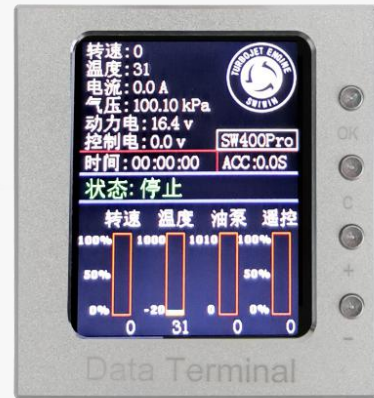 转速:0
温度:31
电流:0.0 A
气压:100.10 kPa
动力电:16.4 v
控制电:0.0 v
TURBOJET ENGINE
SWIWIN
SW400Pro
时间:00:00:00 ACC:0.0S
状态:停止
转速 温度 油泵 遥控
100% 1000 1010 100%
50% 50%
0% -20 0 0%
0 31 0 0
OK
C
+
-
Data Terminal